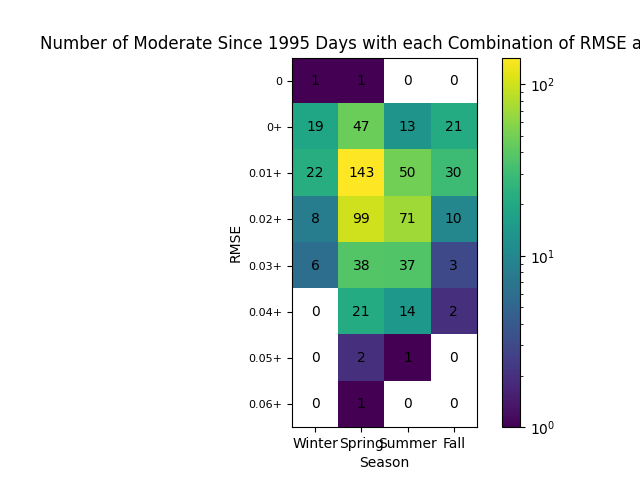 Number of Moderate Since 1995 Days with each Combination of RMSE a
0 1 1 0 0
0+ 19 47 13 21
0.01+ 22 143 50 30
0.02+ 8 99 71 10
0.03+ 6 38 37 3
0.04+ 0 21 14 2
0.05+ 0 2 1 0
0.06+ 0 1 0 0
RMSE
Winter Spring Summer Fall
Season
10²
10¹
10⁰